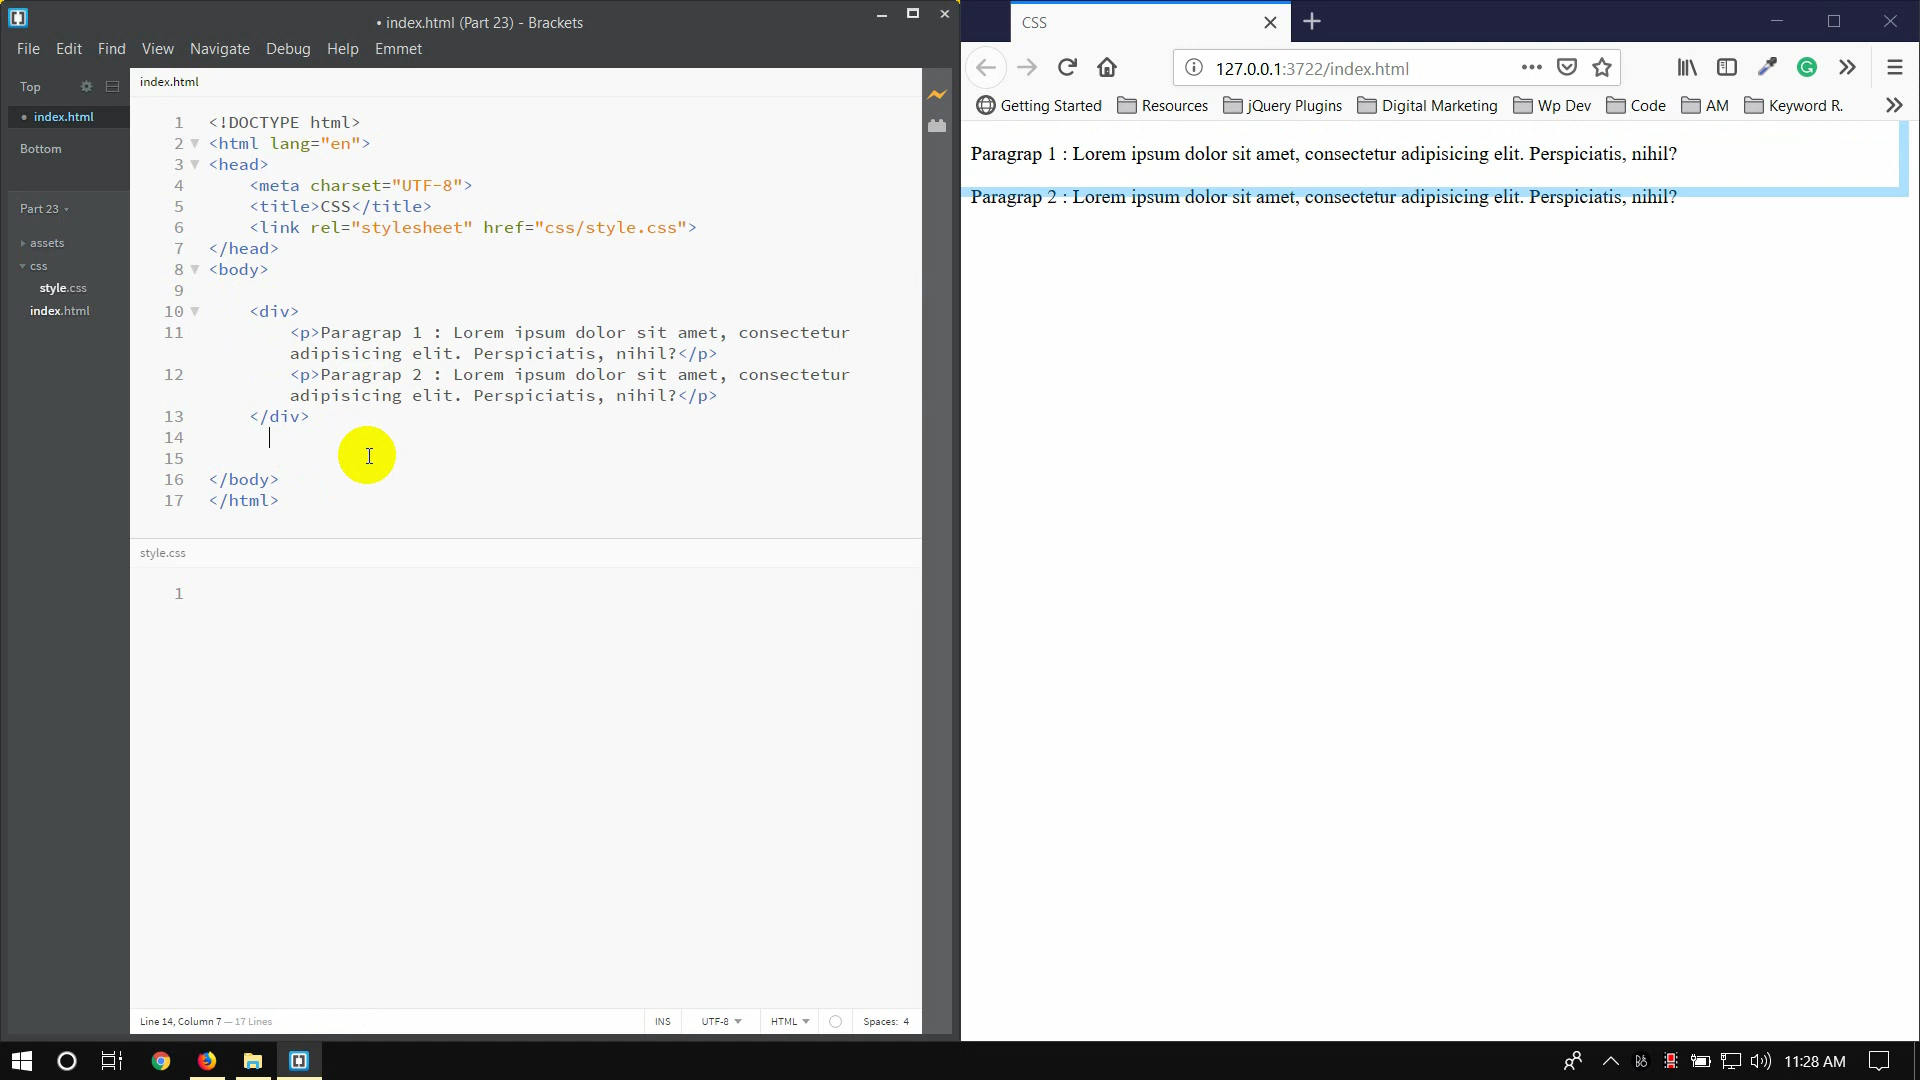 • index.html (Part 23) - Brackets
File Edit Find View Navigate Debug Help Emmet
Top
• index.html
Bottom
Part 23
assets
css
style.css
index.html
index.html
1 <!DOCTYPE html>
2 <html lang="en">
3 <head>
4 <meta charset="UTF-8">
5 <title>CSS</title>
6 <link rel="stylesheet" href="css/style.css">
7 </head>
8 <body>
9
10 <div>
11 <p>Paragrap 1 : Lorem ipsum dolor sit amet, consectetur
adipisicing elit. Perspiciatis, nihil?</p>
12 <p>Paragrap 2 : Lorem ipsum dolor sit amet, consectetur
adipisicing elit. Perspiciatis, nihil?</p>
13 </div>
14
15
16 </body>
17 </html>
style.css
1
Line 14, Column 7 — 17 Lines
INS UTF-8 HTML Spaces: 4
CSS
127.0.0.1:3722/index.html
Getting Started Resources jQuery Plugins Digital Marketing Wp Dev Code AM Keyword R.
Paragrap 1 : Lorem ipsum dolor sit amet, consectetur adipisicing elit. Perspiciatis, nihil?
Paragrap 2 : Lorem ipsum dolor sit amet, consectetur adipisicing elit. Perspiciatis, nihil?
11:28 AM